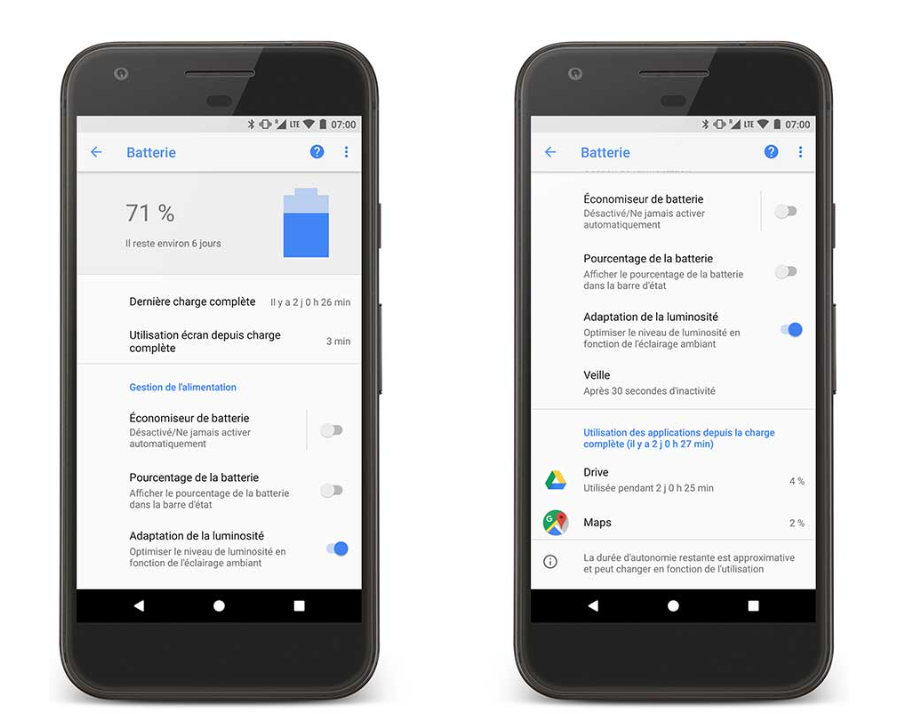 LTE 07:00
Batterie
71 %
Il reste environ 6 jours
Dernière charge complète Il y a 2 j 0 h 26 min
Utilisation écran depuis charge
complète
3 min
Gestion de l'alimentation
Économiseur de batterie
Désactivé/Ne jamais activer
automatiquement
Pourcentage de la batterie
Afficher le pourcentage de la batterie
dans la barre d'état
Adaptation de la luminosité
Optimiser le niveau de luminosité en
fonction de l'éclairage ambiant
LTE 07:00
Batterie
Économiseur de batterie
Désactivé/Ne jamais activer
automatiquement
Pourcentage de la batterie
Afficher le pourcentage de la batterie
dans la barre d'état
Adaptation de la luminosité
Optimiser le niveau de luminosité en
fonction de l'éclairage ambiant
Veille
Après 30 secondes d'inactivité
Utilisation des applications depuis la charge
complète (il y a 2 j 0 h 27 min)
Drive
Utilisée pendant 2 j 0 h 25 min
4 %
Maps 2 %
La durée d'autonomie restante est approximative
et peut changer en fonction de l'utilisation